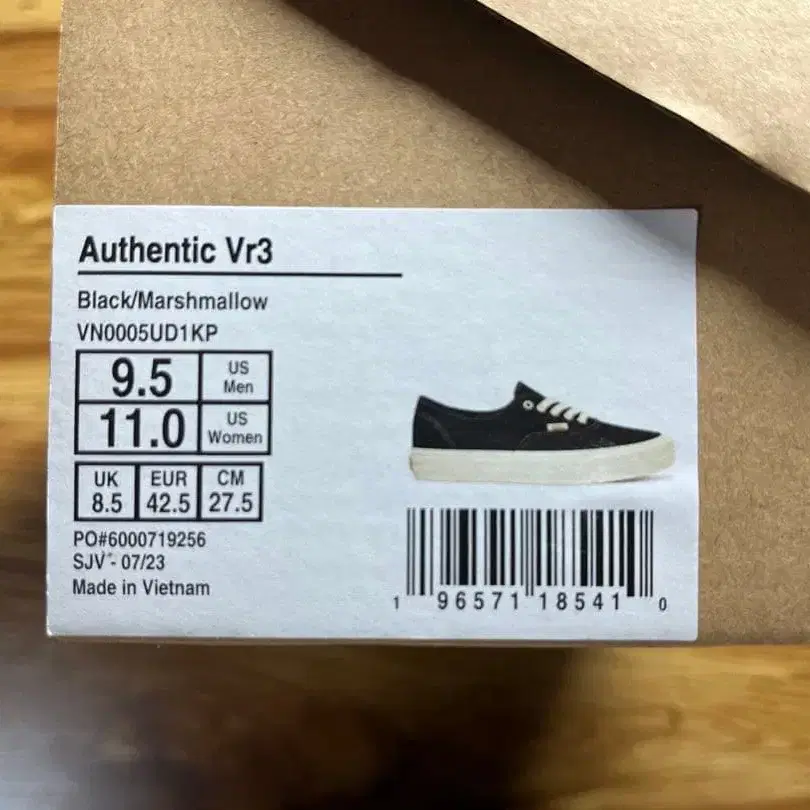 Authentic Vr3
Black/Marshmallow
VN0005UD1KP
9.5 US Men
11.0 US Women
UK EUR CM
8.5 42.5 27.5
PO#6000719256
SJV - 07/23
Made in Vietnam
1 96571 18541 0